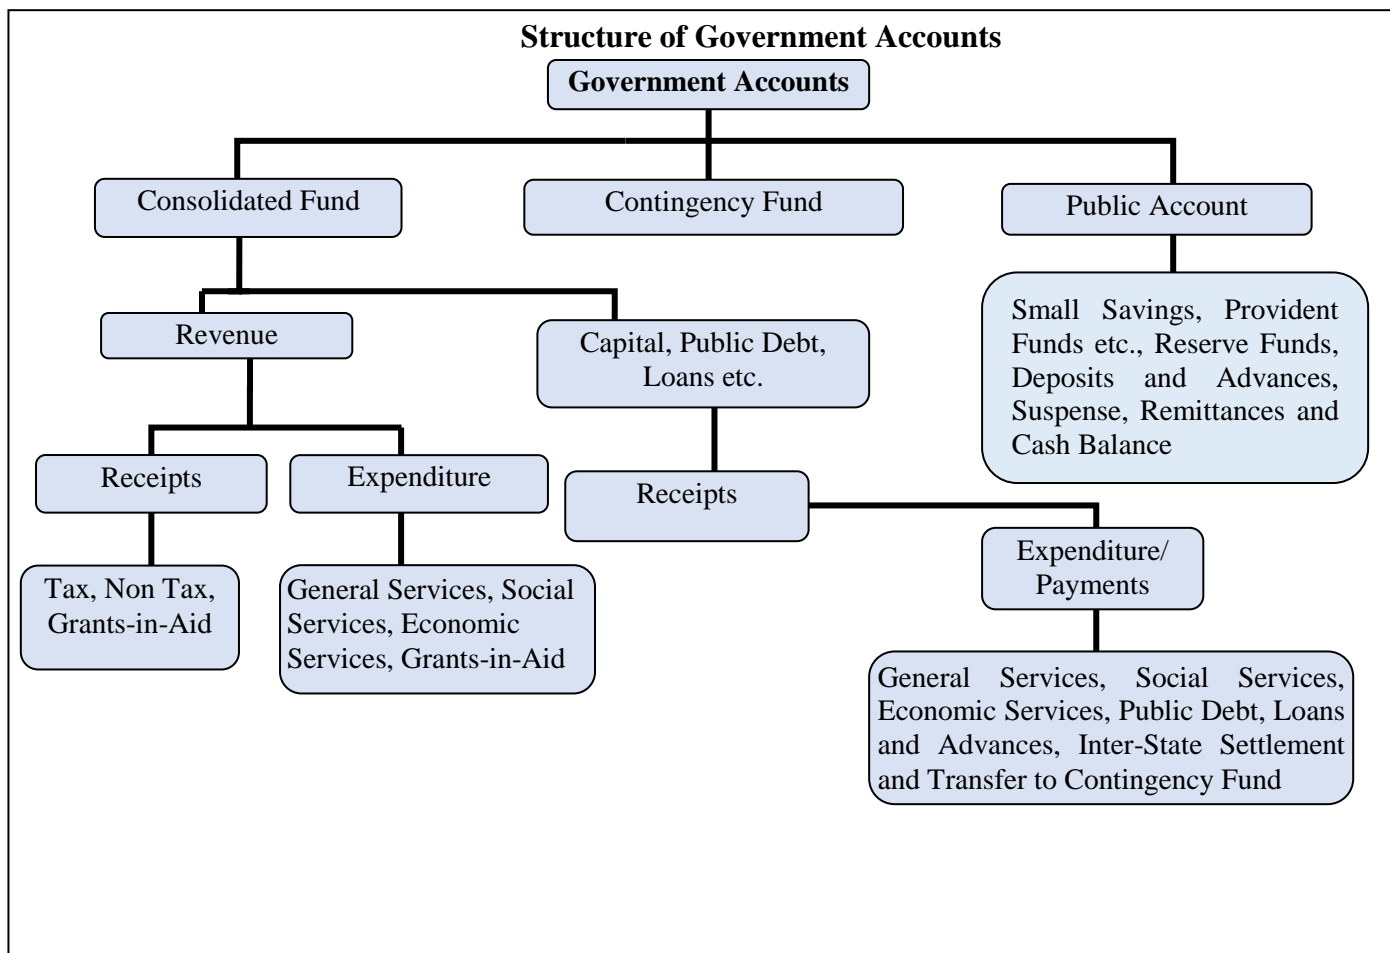 Structure of Government Accounts
Government Accounts
Consolidated Fund
Contingency Fund
Public Account
Revenue
Capital, Public Debt,
Loans etc.
Small Savings, Provident
Funds etc., Reserve Funds,
Deposits and Advances,
Suspense, Remittances and
Cash Balance
Receipts
Expenditure
Receipts
Expenditure/
Payments
Tax, Non Tax,
Grants-in-Aid
General Services, Social
Services, Economic
Services, Grants-in-Aid
General Services, Social Services,
Economic Services, Public Debt, Loans
and Advances, Inter-State Settlement
and Transfer to Contingency Fund